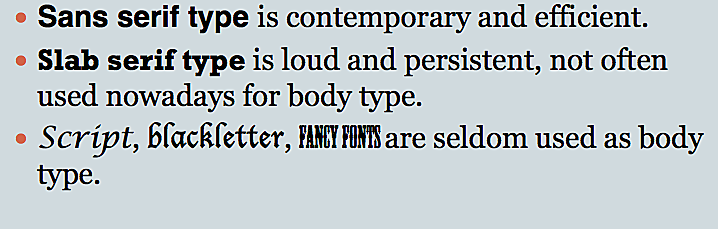 • Sans serif type is contemporary and efficient.
• Slab serif type is loud and persistent, not often
used nowadays for body type.
• Script, blackletter, FANCY FONTS are seldom used as body
type.